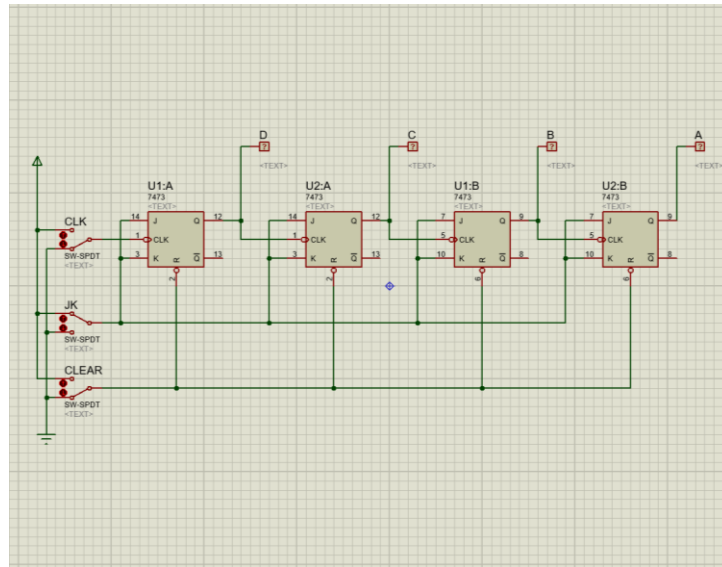 D
C
B
A
?
?
?
?
<TEXT>
<TEXT>
<TEXT>
<TEXT>
U1:A
U2:A
U1:B
U2:B
7473
7473
7473
7473
<TEXT>
<TEXT>
<TEXT>
<TEXT>
14 J Q 12
14 J Q 12
7 J Q 9
7 J Q 9
CLK
1 CLK
1 CLK
5 CLK
5 CLK
SW-SPDT
<TEXT>
3 K R Q 13
3 K R Q 13
10 K R Q 8
10 K R Q 8
2
2
6
6
JK
SW-SPDT
<TEXT>
CLEAR
SW-SPDT
<TEXT>